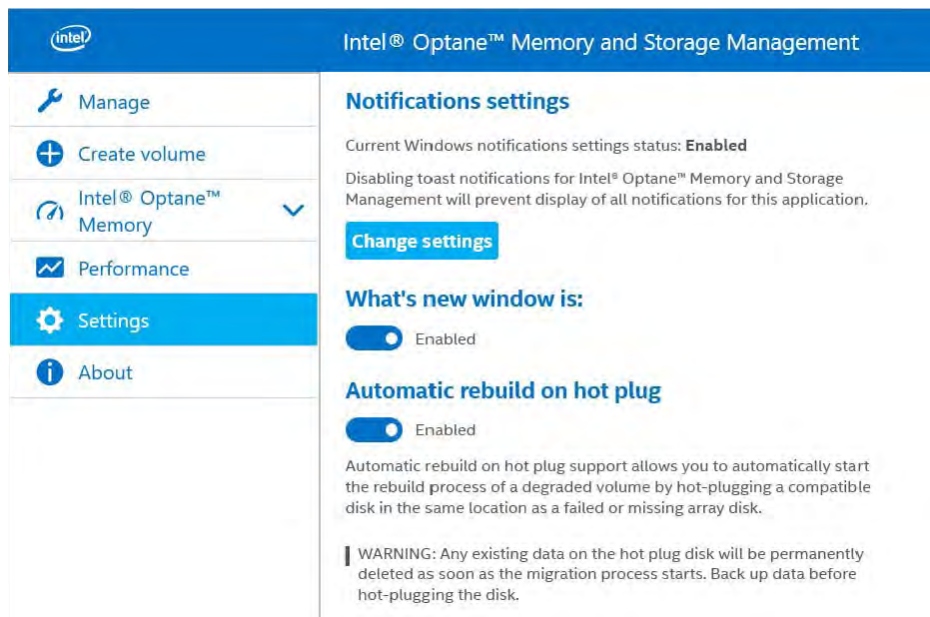 intel
Intel® Optane™ Memory and Storage Management
Manage
Create volume
Intel® Optane™
Memory
Performance
Settings
About
Notifications settings
Current Windows notifications settings status: Enabled
Disabling toast notifications for Intel® Optane™ Memory and Storage
Management will prevent display of all notifications for this application.
Change settings
What's new window is:
Enabled
Automatic rebuild on hot plug
Enabled
Automatic rebuild on hot plug support allows you to automatically start
the rebuild process of a degraded volume by hot-plugging a compatible
disk in the same location as a failed or missing array disk.
WARNING: Any existing data on the hot plug disk will be permanently
deleted as soon as the migration process starts. Back up data before
hot-plugging the disk.